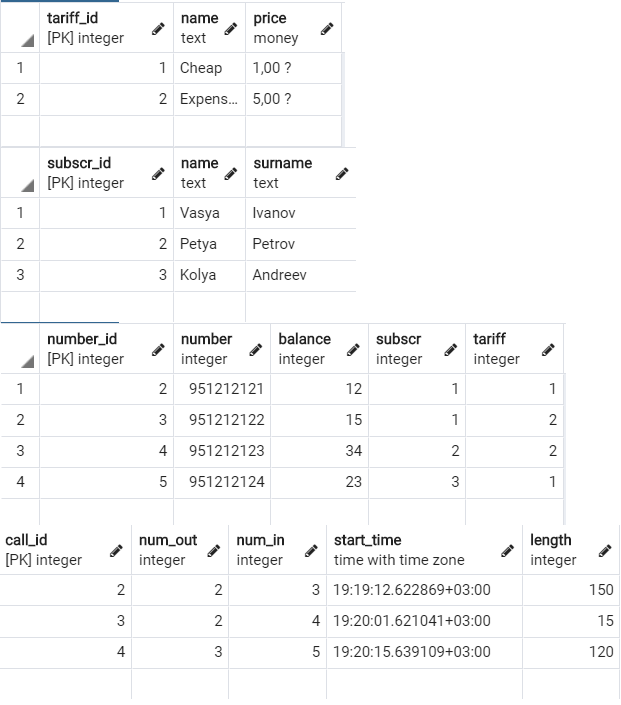 tariff_id name price
[PK] integer text money
1 1 Cheap 1,00 ?
2 2 Expens... 5,00 ?
subscr_id name surname
[PK] integer text text
1 1 Vasya Ivanov
2 2 Petya Petrov
3 3 Kolya Andreev
number_id number balance subscr tariff
[PK] integer integer integer integer integer
1 2 951212121 12 1 1
2 3 951212122 15 1 2
3 4 951212123 34 2 2
4 5 951212124 23 3 1
call_id num_out num_in start_time length
[PK] integer integer integer time with time zone integer
2 2 3 19:19:12.622869+03:00 150
3 2 4 19:20:01.621041+03:00 15
4 3 5 19:20:15.639109+03:00 120